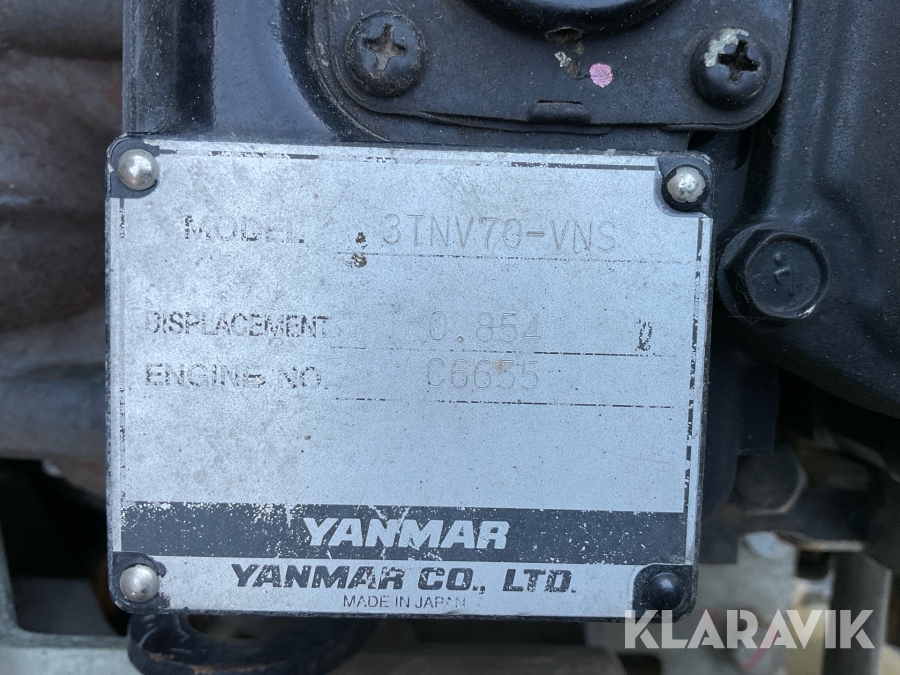 MODEL 3TNV70-VNS
DISPLACEMENT 0.854 ℓ
ENGINE NO. C6655
YANMAR
YANMAR CO., LTD.
MADE IN JAPAN
KLARAVIK